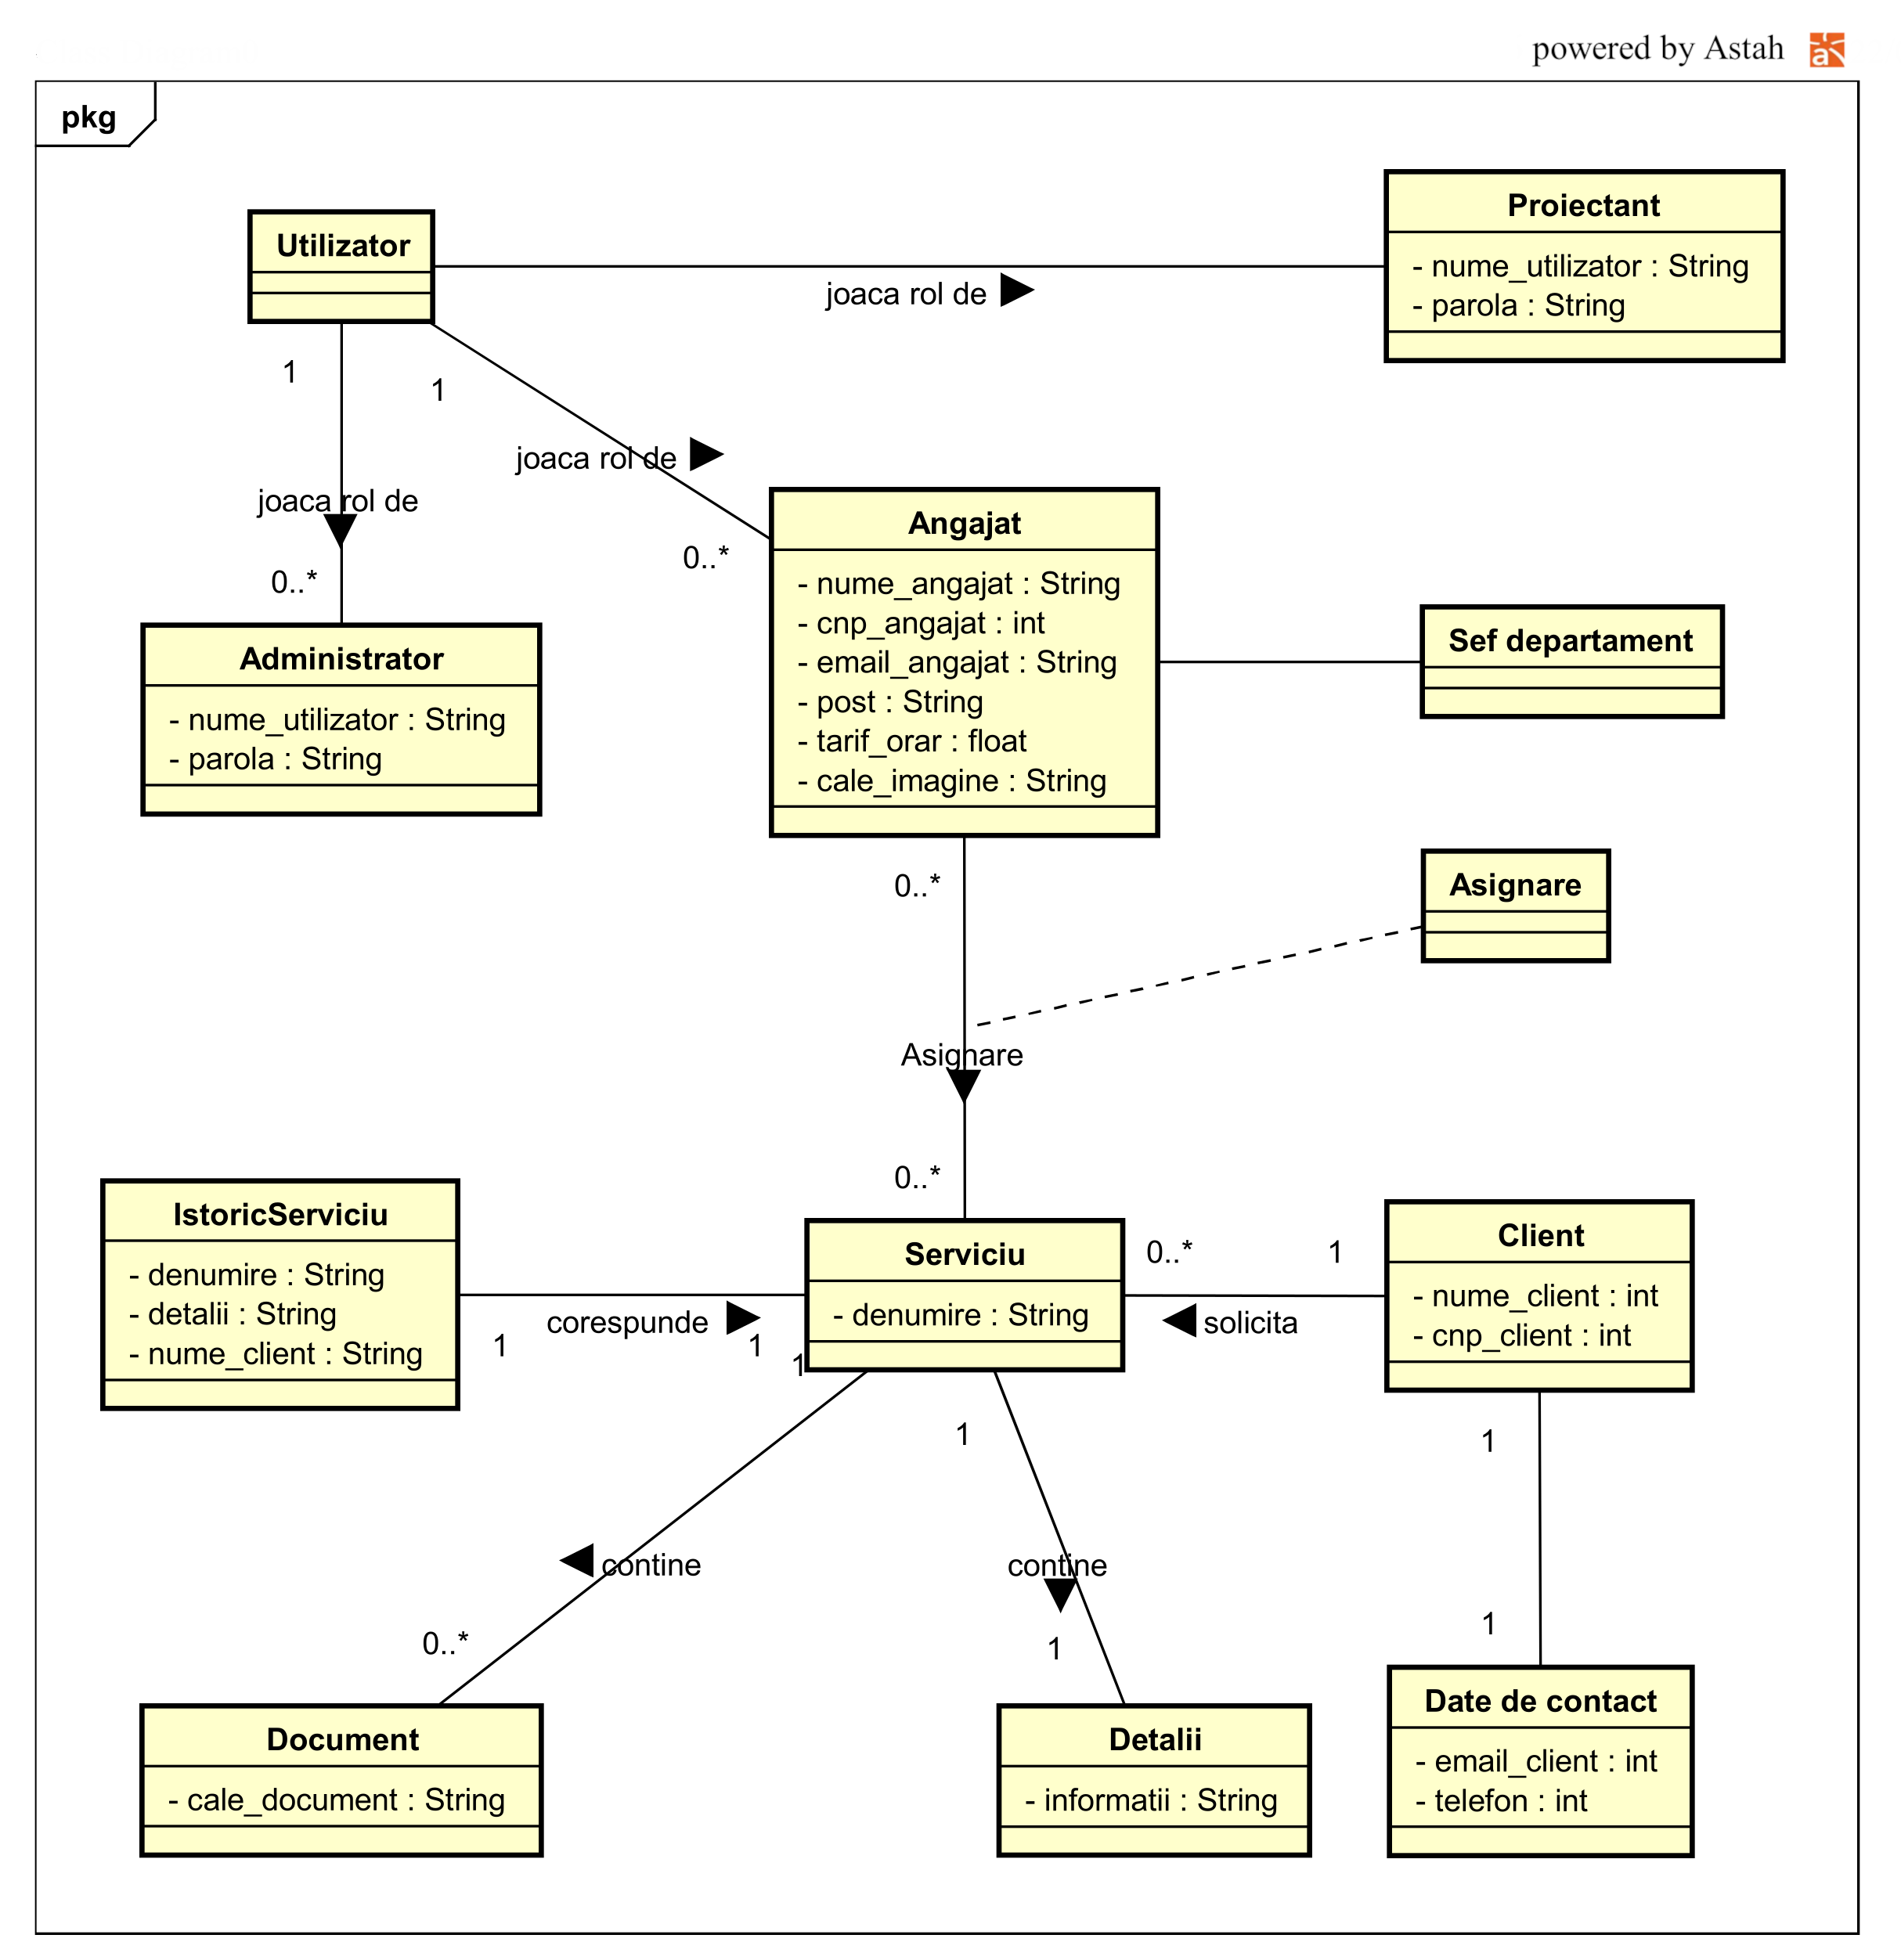 powered by Astah
pkg
Utilizator
Proiectant
- nume_utilizator : String
- parola : String
joaca rol de
1
1
joaca rol de
joaca rol de
0..*
0..*
Administrator
- nume_utilizator : String
- parola : String
Angajat
- nume_angajat : String
- cnp_angajat : int
- email_angajat : String
- post : String
- tarif_orar : float
- cale_imagine : String
Sef departament
0..*
Asignare
Asignare
0..*
IstoricServiciu
- denumire : String
- detalii : String
- nume_client : String
corespunde
1
1
1
Serviciu
- denumire : String
0..*
1
solicita
Client
- nume_client : int
- cnp_client : int
1
1
contine
contine
0..*
1
1
Document
- cale_document : String
Detalii
- informatii : String
Date de contact
- email_client : int
- telefon : int